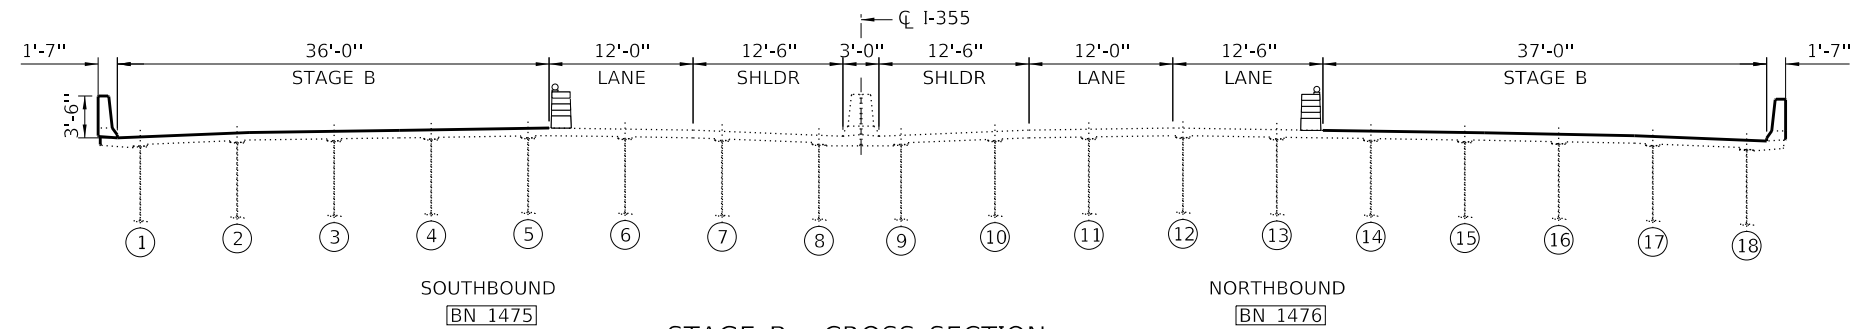 ℄ I-355
1'-7" 36'-0" 12'-0" 12'-6" 3'-0" 12'-6" 12'-0" 12'-6" 37'-0" 1'-7"
STAGE B LANE SHLDR SHLDR LANE LANE STAGE B
3'-6"
1 2 3 4 5 6 7 8 9 10 11 12 13 14 15 16 17 18
SOUTHBOUND NORTHBOUND
BN 1475 BN 1476
CROSS SECTION